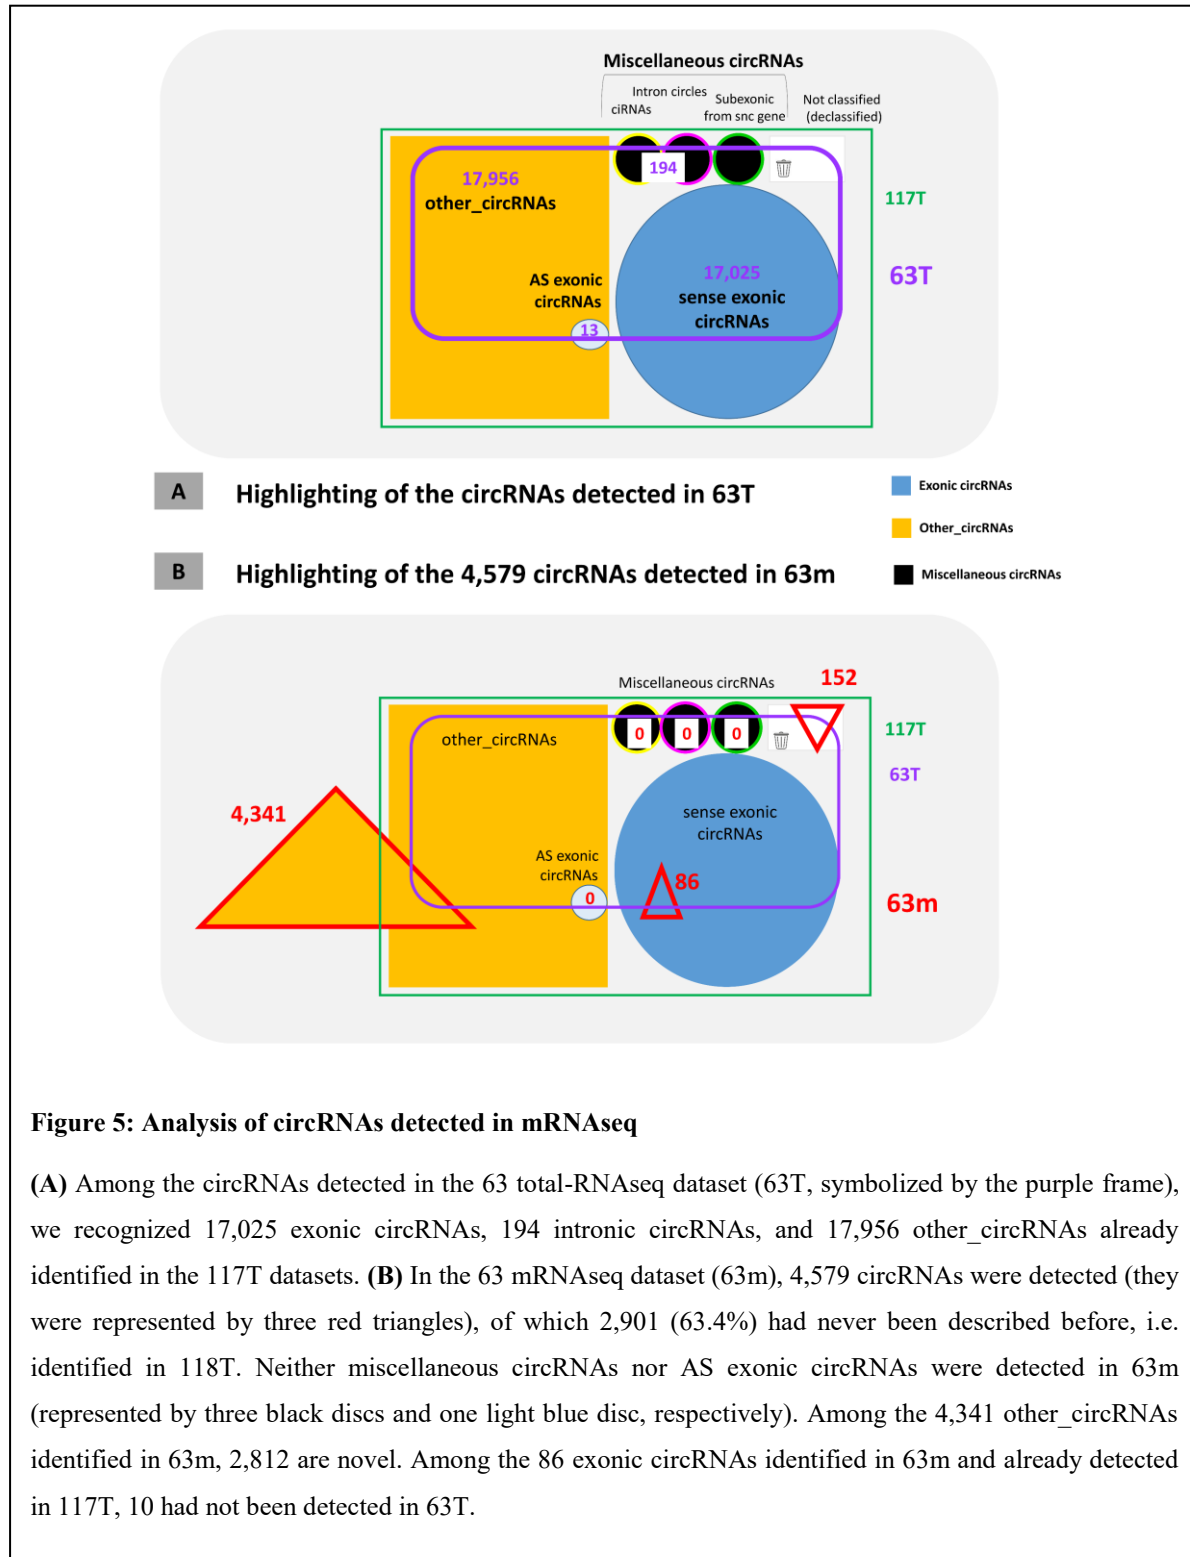 Miscellaneous circRNAs
Intron circles
ciRNAs
Subexonic
from snc gene
Not classified
(declassified)
194
17,956
other_circRNAs
117T
63T
AS exonic
circRNAs
17,025
sense exonic
circRNAs
13
A Highlighting of the circRNAs detected in 63T
Exonic circRNAs
Other_circRNAs
B Highlighting of the 4,579 circRNAs detected in 63m
Miscellaneous circRNAs
152
Miscellaneous circRNAs
0 0 0
other_circRNAs
117T
63T
4,341
sense exonic
circRNAs
AS exonic
circRNAs
86
0
63m
Figure 5: Analysis of circRNAs detected in mRNAseq
(A) Among the circRNAs detected in the 63 total-RNAseq dataset (63T, symbolized by the purple frame),
we recognized 17,025 exonic circRNAs, 194 intronic circRNAs, and 17,956 other_circRNAs already
identified in the 117T datasets. (B) In the 63 mRNAseq dataset (63m), 4,579 circRNAs were detected (they
were represented by three red triangles), of which 2,901 (63.4%) had never been described before, i.e.
identified in 118T. Neither miscellaneous circRNAs nor AS exonic circRNAs were detected in 63m
(represented by three black discs and one light blue disc, respectively). Among the 4,341 other_circRNAs
identified in 63m, 2,812 are novel. Among the 86 exonic circRNAs identified in 63m and already detected
in 117T, 10 had not been detected in 63T.